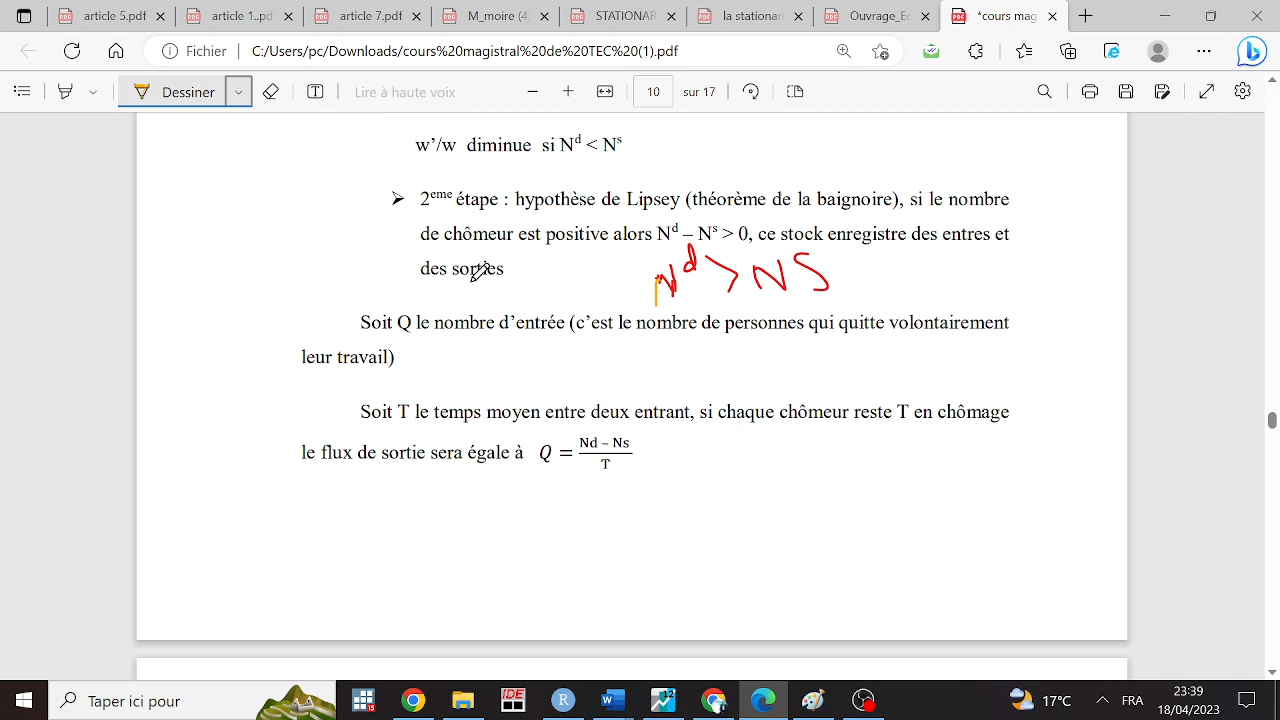 article 5.pdf
article 1.pd
article 7.pdf
M_moire (4)
STATIONAR
la stationar
Ouvrage_Ec
*cours mag
Fichier
C:/Users/pc/Downloads/cours%20magistral%20de%20TEC%20(1).pdf
Dessiner
Lire à haute voix
10 sur 17
w’/w diminue si Nd < Ns
➢ 2eme étape : hypothèse de Lipsey (théorème de la baignoire), si le nombre
de chômeur est positive alors Nd – Ns > 0, ce stock enregistre des entres et
des sorties
Nd > NS
Soit Q le nombre d’entrée (c’est le nombre de personnes qui quitte volontairement
leur travail)
Soit T le temps moyen entre deux entrant, si chaque chômeur reste T en chômage
le flux de sortie sera égale à Q = Nd – Ns / T
Taper ici pour
15
IDE
R
12
17°C
FRA
23:39
18/04/2023